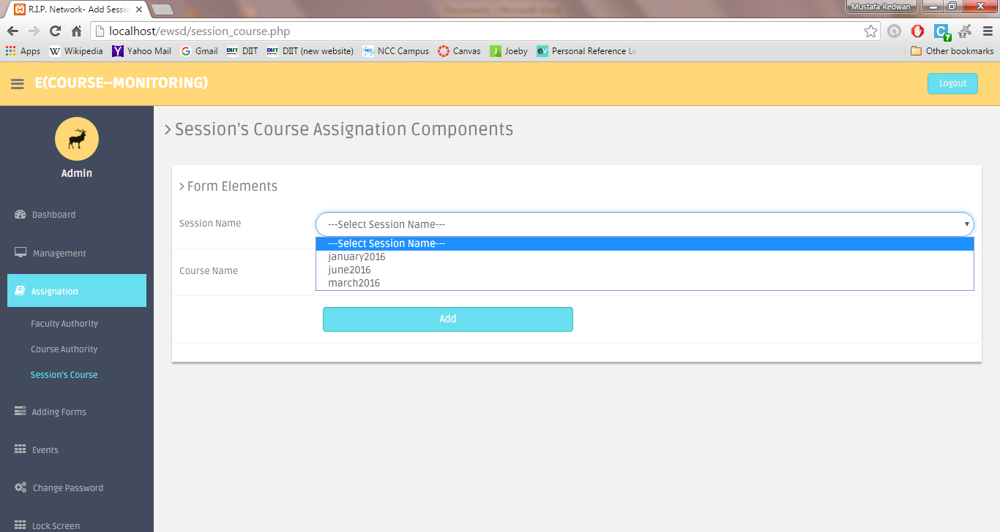 R.I.P. Network- Add Sessic
Mustafa Redwan
localhost/ewsd/session_course.php
Apps Wikipedia Yahoo Mail Gmail DIIT DIIT (new website) NCC Campus Canvas Joeby Personal Reference Le Other bookmarks
E(COURSE--MONITORING)
Logout
Admin
Dashboard
Management
Assignation
Faculty Authority
Course Authority
Session's Course
Adding Forms
Events
Change Password
Lock Screen
Session's Course Assignation Components
Form Elements
Session Name
---Select Session Name---
---Select Session Name---
january2016
june2016
march2016
Course Name
Add